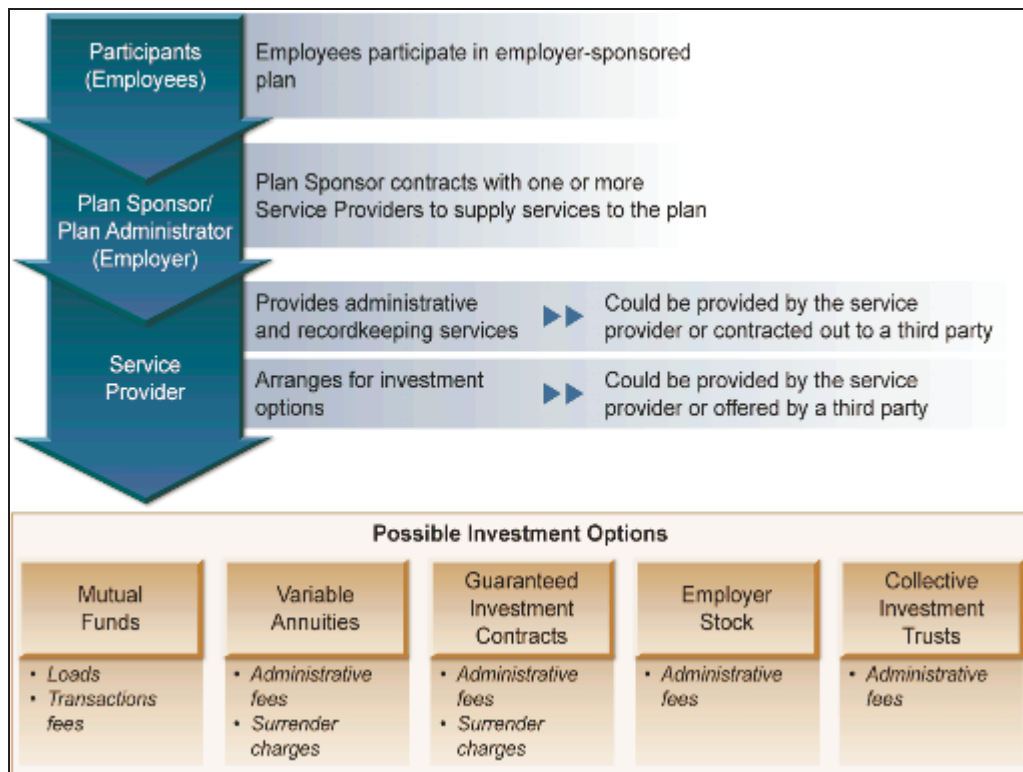 Participants
(Employees)
Employees participate in employer-sponsored
plan
Plan Sponsor/
Plan Administrator
(Employer)
Plan Sponsor contracts with one or more
Service Providers to supply services to the plan
Service
Provider
Provides administrative
and recordkeeping services
Could be provided by the service
provider or contracted out to a third party
Arranges for investment
options
Could be provided by the service
provider or offered by a third party
Possible Investment Options
Mutual
Funds
• Loads
• Transactions
fees
Variable
Annuities
• Administrative
fees
• Surrender
charges
Guaranteed
Investment
Contracts
• Administrative
fees
• Surrender
charges
Employer
Stock
• Administrative
fees
Collective
Investment
Trusts
• Administrative
fees